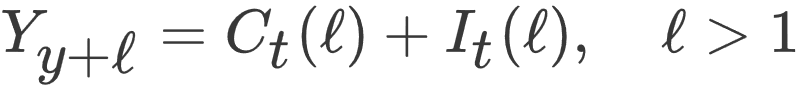 Y_{y+ℓ} = C_t(ℓ) + I_t(ℓ), ℓ > 1